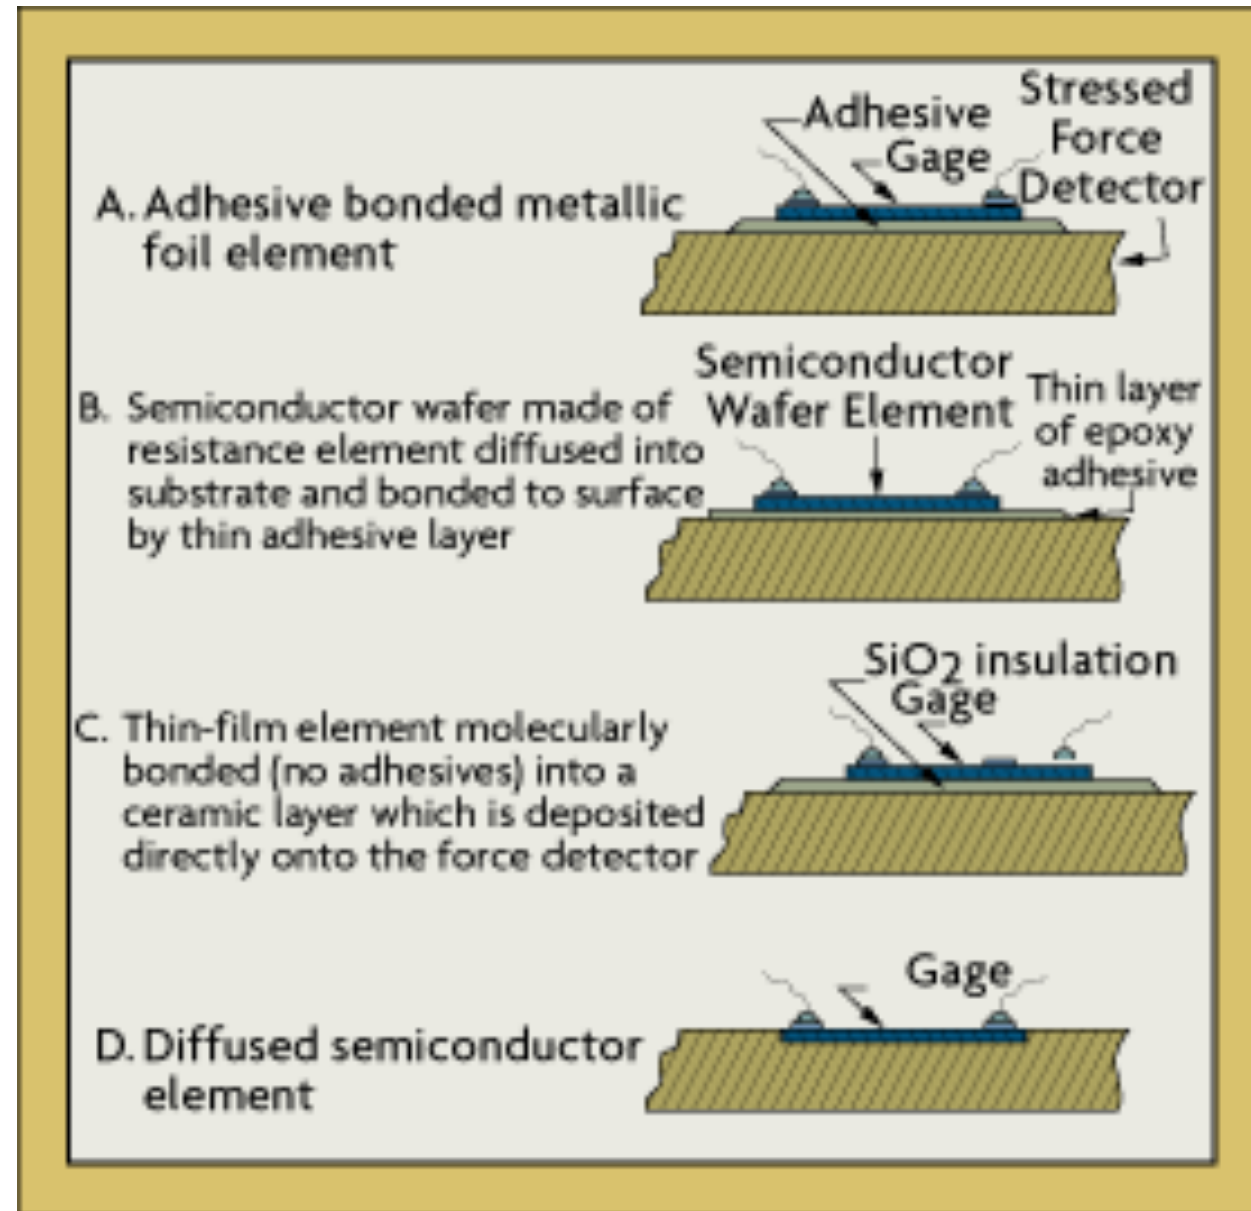 A. Adhesive bonded metallic
foil element
Adhesive
Gage
Stressed
Force
Detector
B. Semiconductor wafer made of
resistance element diffused into
substrate and bonded to surface
by thin adhesive layer
Semiconductor
Wafer Element
Thin layer
of epoxy
adhesive
C. Thin-film element molecularly
bonded (no adhesives) into a
ceramic layer which is deposited
directly onto the force detector
SiO2 insulation
Gage
D. Diffused semiconductor
element
Gage